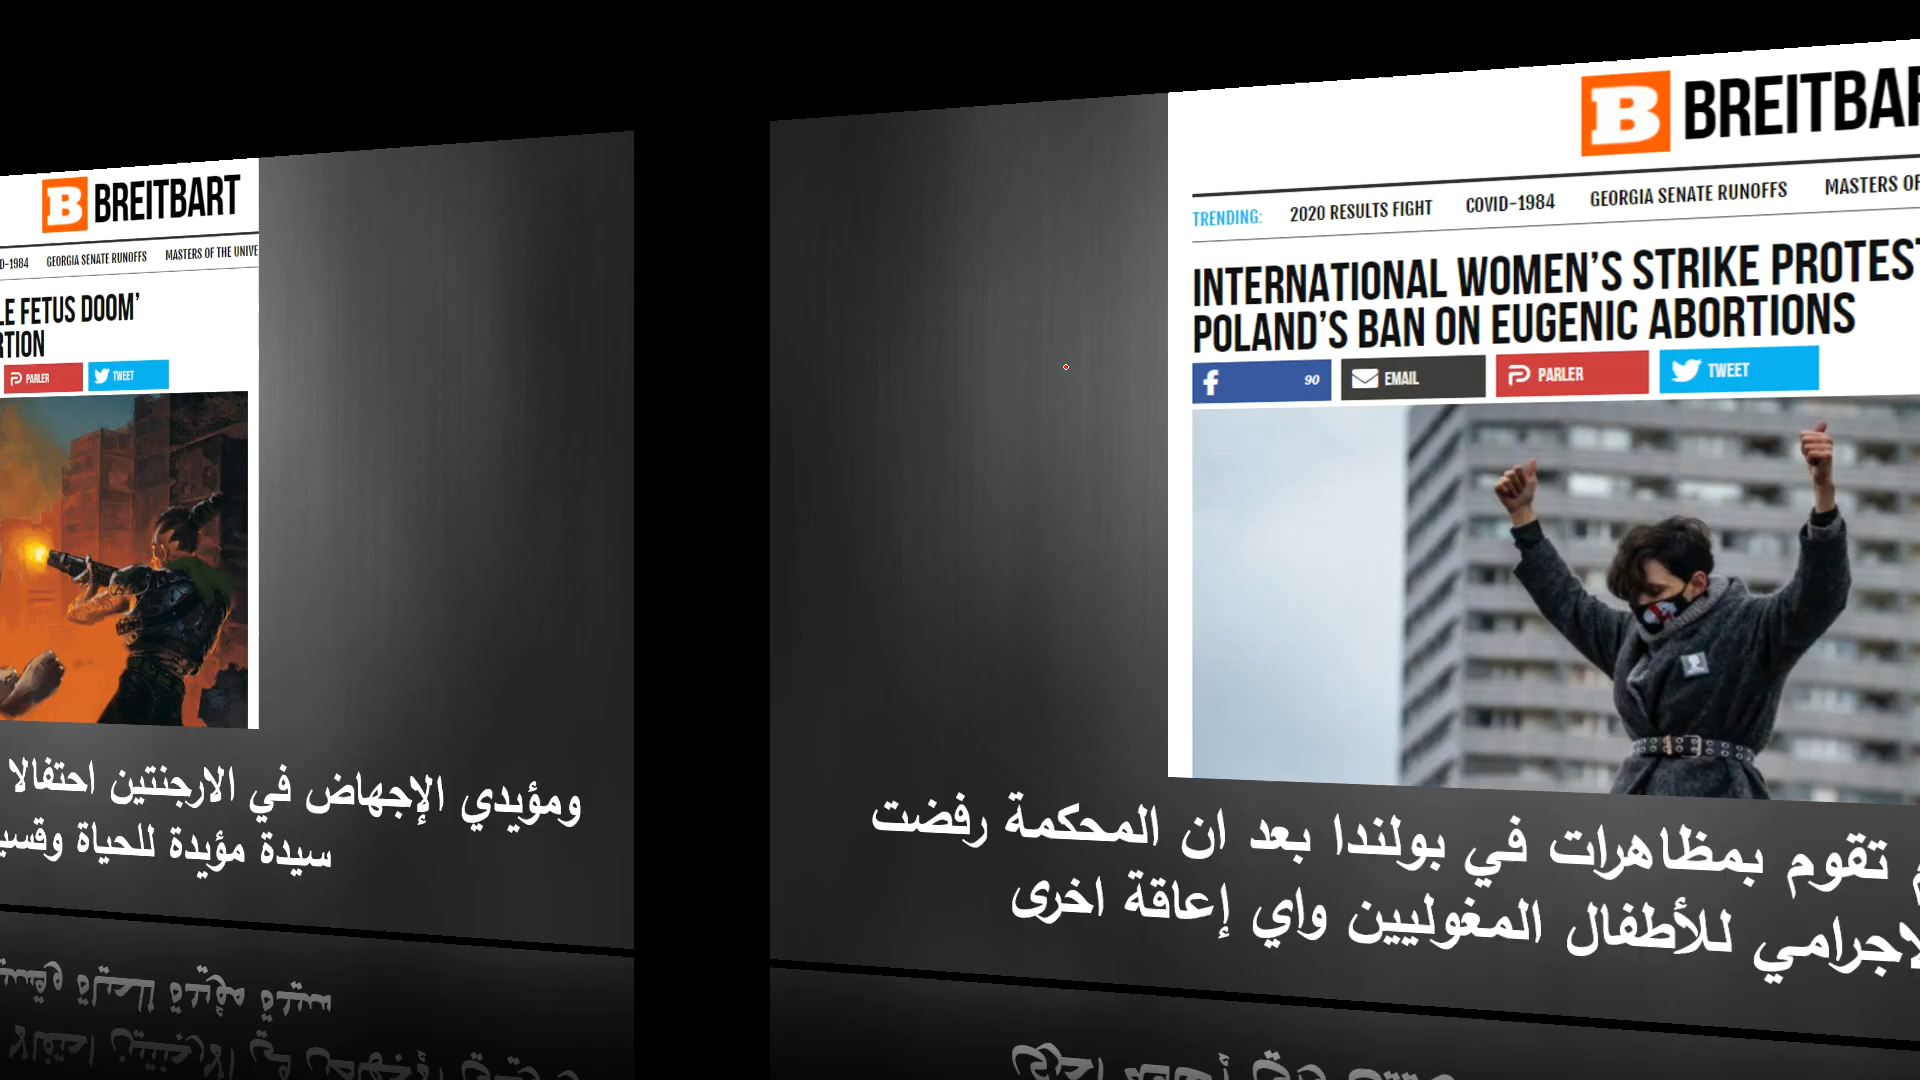 BREITBART
D-1984 GEORGIA SENATE RUNOFFS MASTERS OF THE UNIVE
LE FETUS DOOM'
RTION
PARLER TWEET
ومؤيدي الإجهاض في الارجنتين احتفالا
سيدة مؤيدة للحياة وقسي
BREITBAR
TRENDING: 2020 RESULTS FIGHT COVID-1984 GEORGIA SENATE RUNOFFS MASTERS OF
INTERNATIONAL WOMEN'S STRIKE PROTEST
POLAND'S BAN ON EUGENIC ABORTIONS
90 EMAIL PARLER TWEET
تقوم بمظاهرات في بولندا بعد ان المحكمة رفضت
لاجرامي للأطفال المغوليين واي إعاقة اخرى